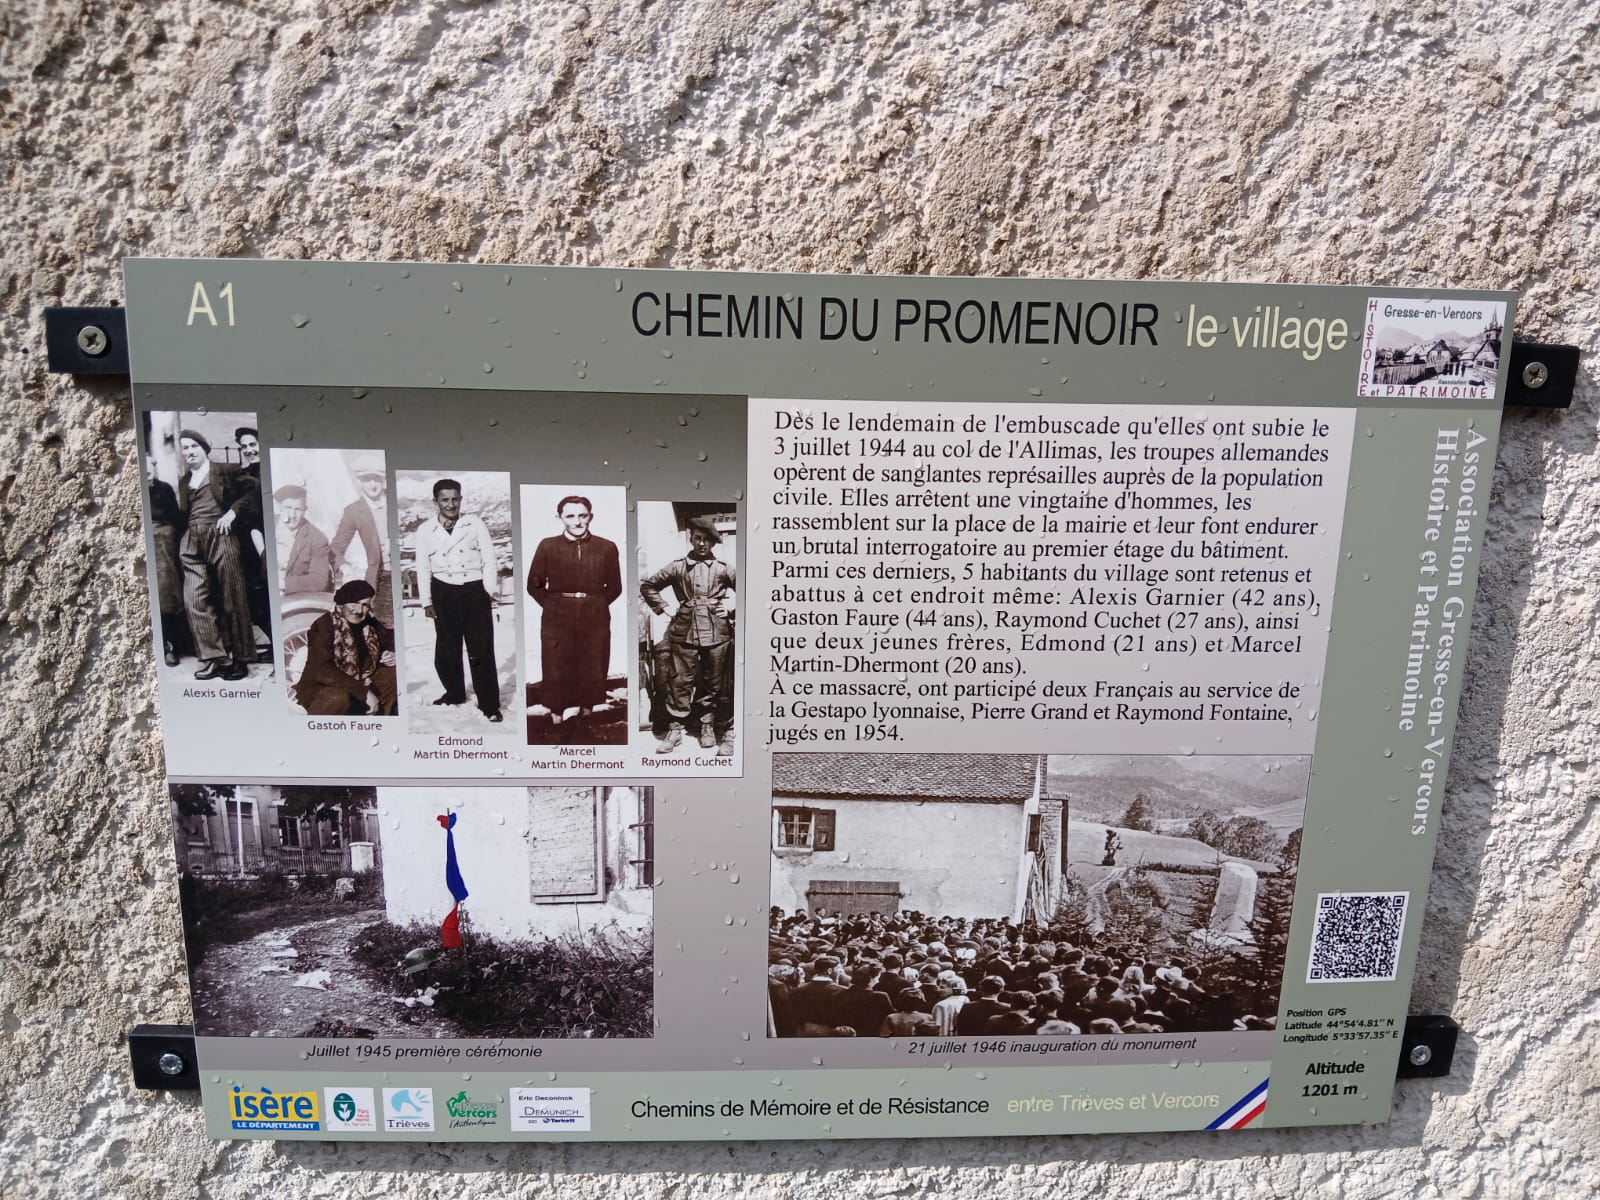 A1
CHEMIN DU PROMENOIR le village
Gresse-en-Vercors
HISTOIRE
Association
et PATRIMOINE
Alexis Garnier
Gaston Faure
Edmond
Martin Dhermont
Marcel
Martin Dhermont
Raymond Cuchet
Dès le lendemain de l'embuscade qu'elles ont subie le
3 juillet 1944 au col de l'Allimas, les troupes allemandes
opèrent de sanglantes représailles auprès de la population
civile. Elles arrêtent une vingtaine d'hommes, les
rassemblent sur la place de la mairie et leur font endurer
un brutal interrogatoire au premier étage du bâtiment.
Parmi ces derniers, 5 habitants du village sont retenus et
abattus à cet endroit même: Alexis Garnier (42 ans),
Gaston Faure (44 ans), Raymond Cuchet (27 ans), ainsi
que deux jeunes frères, Edmond (21 ans) et Marcel
Martin-Dhermont (20 ans).
À ce massacre, ont participé deux Français au service de
la Gestapo lyonnaise, Pierre Grand et Raymond Fontaine,
jugés en 1954.
Association Gresse-en-Vercors
Histoire et Patrimoine
Juillet 1945 première cérémonie
21 juillet 1946 inauguration du monument
Position GPS
Latitude 44°54'4.81'' N
Longitude 5°33'57.35'' E
Altitude
1201 m
isère
LE DÉPARTEMENT
Trièves
Vercors
l'Authentique
Eric Deconinck
DEMUNICH
Tarkett
Chemins de Mémoire et de Résistance entre Trièves et Vercors